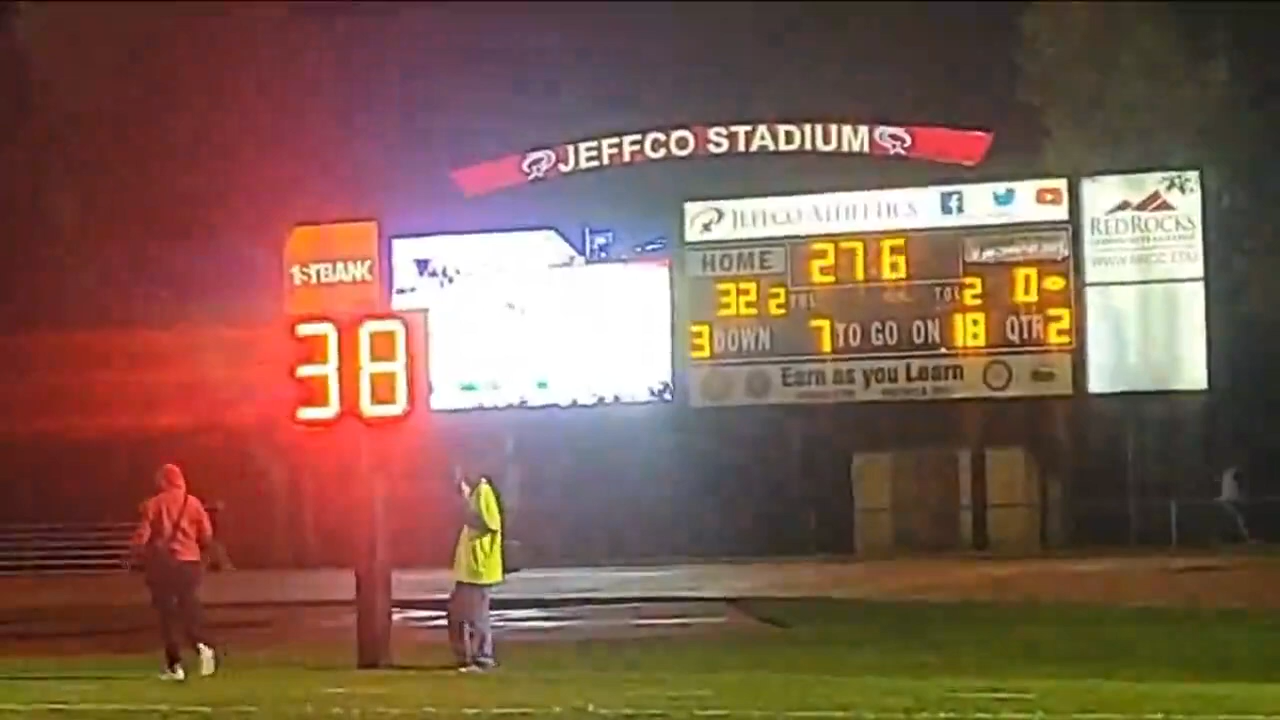 JEFFCO STADIUM
JEFFCO ATHLETICS
REDROCKS
1STBANK
HOME 27.6
32 2 TOL TOL 2 0
38
3 DOWN 7 TO GO ON 18 QTR 2
Earn as you Learn